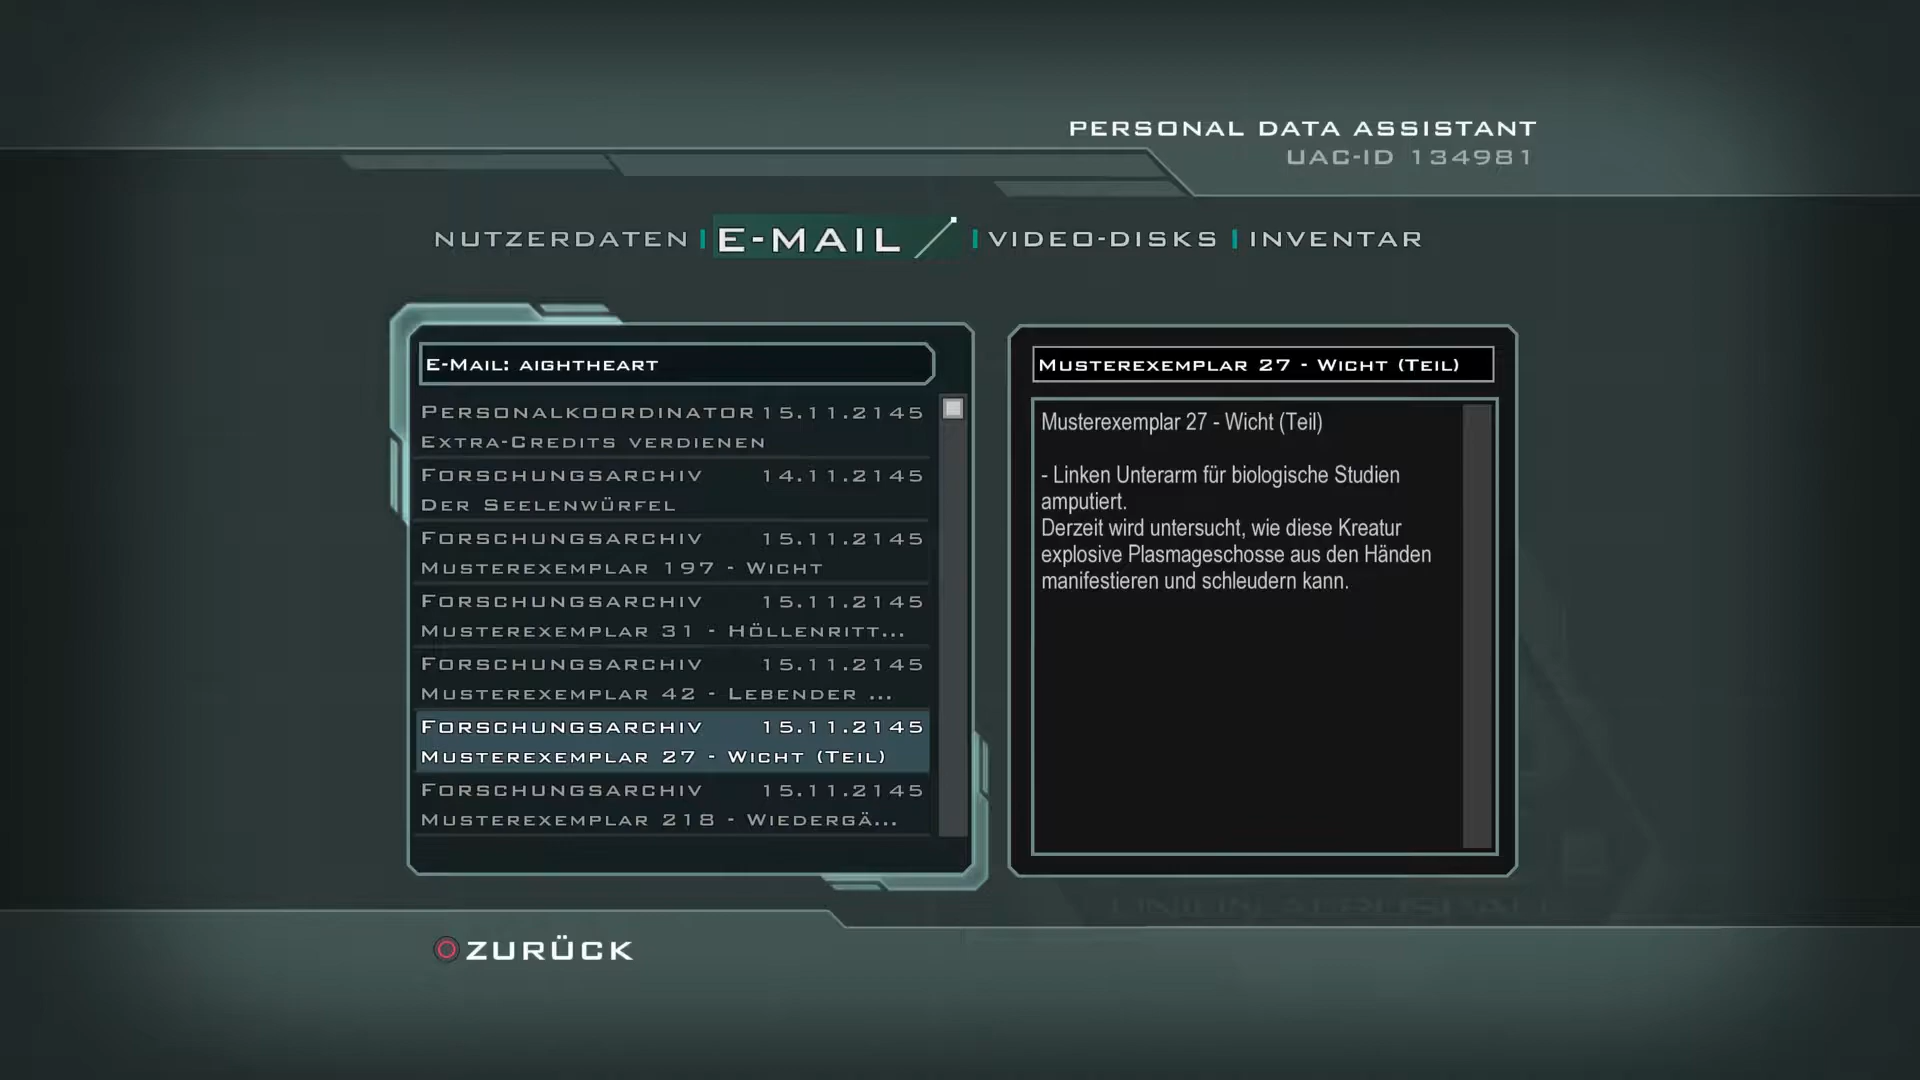 PERSONAL DATA ASSISTANT
UAC-ID 134981
NUTZERDATEN
E-MAIL
VIDEO-DISKS
INVENTAR
E-MAIL: AIGHTHEART
PERSONALKOORDINATOR 15.11.2145
EXTRA-CREDITS VERDIENEN
FORSCHUNGSARCHIV 14.11.2145
DER SEELENWÜRFEL
FORSCHUNGSARCHIV 15.11.2145
MUSTEREXEMPLAR 197 - WICHT
FORSCHUNGSARCHIV 15.11.2145
MUSTEREXEMPLAR 31 - HÖLLENRITT...
FORSCHUNGSARCHIV 15.11.2145
MUSTEREXEMPLAR 42 - LEBENDER ...
FORSCHUNGSARCHIV 15.11.2145
MUSTEREXEMPLAR 27 - WICHT (TEIL)
FORSCHUNGSARCHIV 15.11.2145
MUSTEREXEMPLAR 218 - WIEDERGÄ...
MUSTEREXEMPLAR 27 - WICHT (TEIL)
Musterexemplar 27 - Wicht (Teil)
- Linken Unterarm für biologische Studien
amputiert.
Derzeit wird untersucht, wie diese Kreatur
explosive Plasmageschosse aus den Händen
manifestieren und schleudern kann.
ZURÜCK